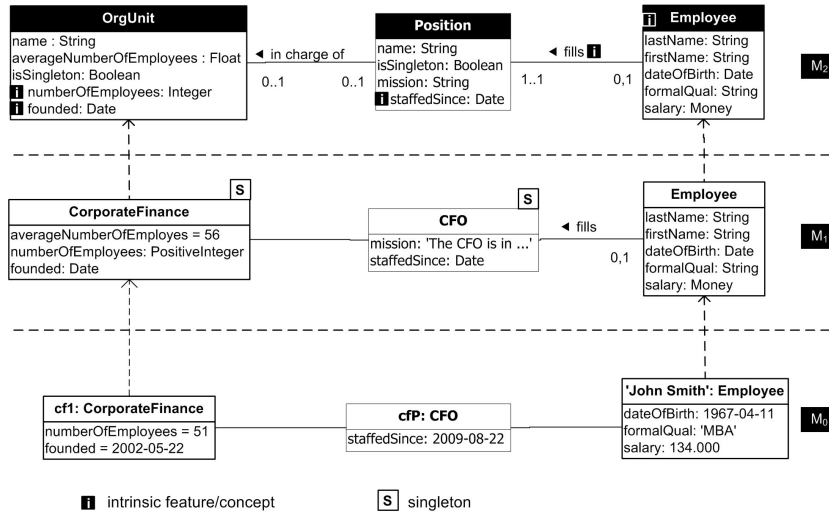 OrgUnit
name : String
averageNumberOfEmployees : Float
isSingleton: Boolean
i numberOfEmployees: Integer
i founded: Date
◄ in charge of
0..1
0..1
Position
name: String
isSingleton: Boolean
mission: String
i staffedSince: Date
◄ fills i
1..1
0,1
i Employee
lastName: String
firstName: String
dateOfBirth: Date
formalQual: String
salary: Money
M2
S
CorporateFinance
averageNumberOfEmployes = 56
numberOfEmployees: PositiveInteger
founded: Date
S
CFO
mission: 'The CFO is in ...'
staffedSince: Date
◄ fills
0,1
Employee
lastName: String
firstName: String
dateOfBirth: Date
formalQual: String
salary: Money
M1
cf1: CorporateFinance
numberOfEmployees = 51
founded = 2002-05-22
cfP: CFO
staffedSince: 2009-08-22
'John Smith': Employee
dateOfBirth: 1967-04-11
formalQual: 'MBA'
salary: 134.000
M0
i intrinsic feature/concept
S singleton